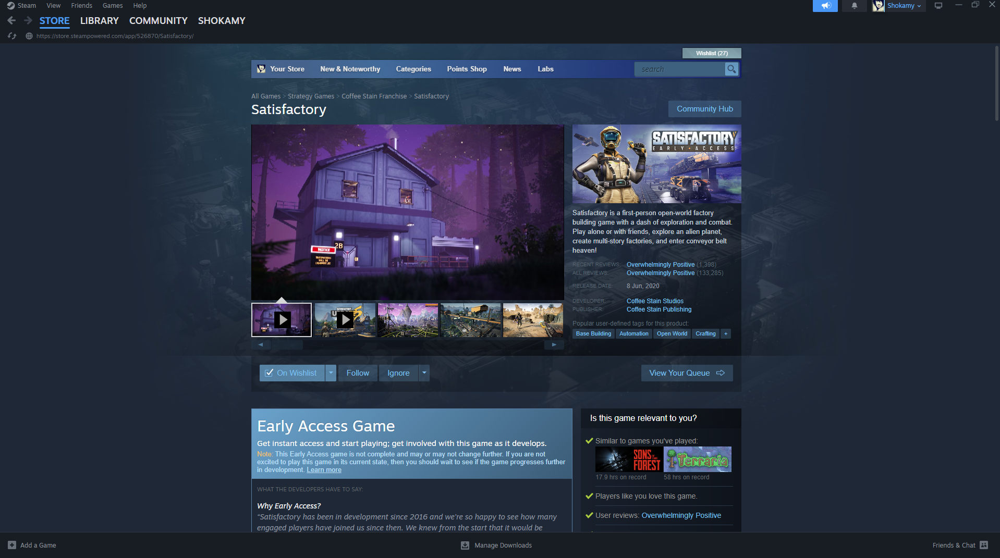 Steam View Friends Games Help
Shokamy
STORE LIBRARY COMMUNITY SHOKAMY
https://store.steampowered.com/app/526870/Satisfactory/
Wishlist (27)
Your Store New & Noteworthy Categories Points Shop News Labs
search
All Games > Strategy Games > Coffee Stain Franchise > Satisfactory
Satisfactory
Community Hub
2B
NOTICE
TRESPASSERS
WILL BE
DISMANTLED
SATISFACTORY
EARLY ACCESS
Satisfactory is a first-person open-world factory
building game with a dash of exploration and combat.
Play alone or with friends, explore an alien planet,
create multi-story factories, and enter conveyor belt
heaven!
RECENT REVIEWS: Overwhelmingly Positive (1,398)
ALL REVIEWS: Overwhelmingly Positive (133,285)
RELEASE DATE: 8 Jun, 2020
DEVELOPER: Coffee Stain Studios
PUBLISHER: Coffee Stain Publishing
Popular user-defined tags for this product:
Base Building Automation Open World Crafting +
On Wishlist Follow Ignore
View Your Queue
Early Access Game
Get instant access and start playing; get involved with this game as it develops.
Note: This Early Access game is not complete and may or may not change further. If you are not
excited to play this game in its current state, then you should wait to see if the game progresses further
in development. Learn more
WHAT THE DEVELOPERS HAVE TO SAY:
Why Early Access?
“Satisfactory has been in development since 2016 and we're so happy to see how many
engaged players have joined us since then. We knew from the start that it would be
Is this game relevant to you?
Similar to games you've played:
SONS OF THE FOREST
Terraria
17.9 hrs on record 58 hrs on record
Players like you love this game.
User reviews: Overwhelmingly Positive
Add a Game
Manage Downloads
Friends & Chat